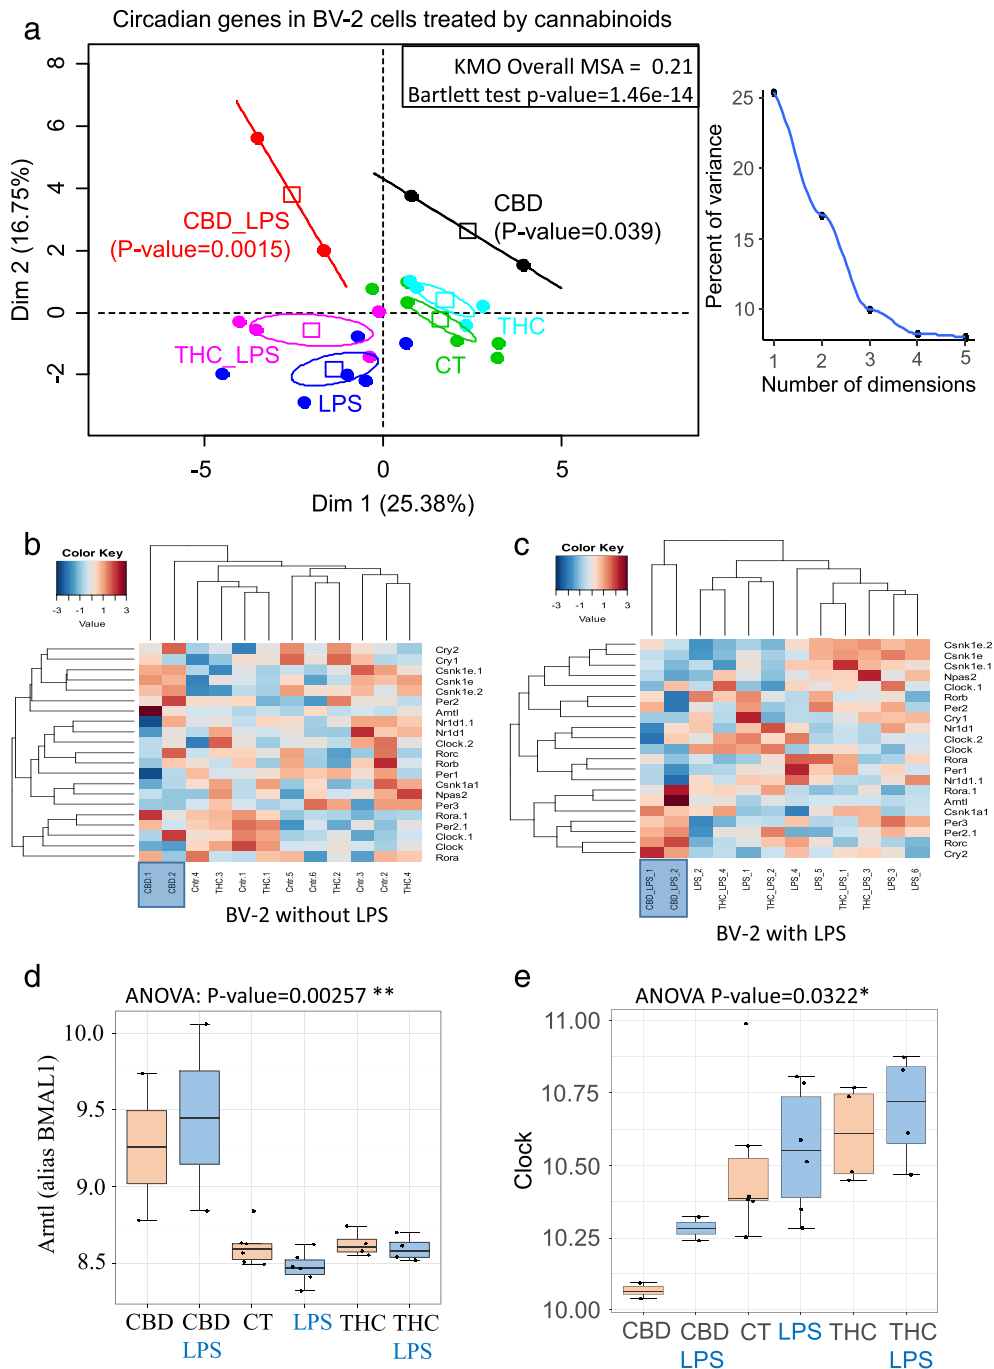 a
Circadian genes in BV-2 cells treated by cannabinoids
KMO Overall MSA = 0.21
Bartlett test p-value=1.46e-14
8
6
4
2
0
-2
Dim 2 (16.75%)
CBD_LPS
(P-value=0.0015)
CBD
(P-value=0.039)
THC
CT
THC_LPS
LPS
-5
0
5
Dim 1 (25.38%)
25
20
15
10
Percent of variance
1
2
3
4
5
Number of dimensions
b
Color Key
-3
-1
1
3
Value
Cry2
Cry1
Csnk1e.1
Csnk1e
Csnk1e.2
Per2
Arntl
Nr1d1.1
Nr1d1
Clock.2
Rorc
Rorb
Per1
Csnk1a1
Npas2
Per3
Rora.1
Per2.1
Clock.1
Clock
Rora
CBD.1
CBD.2
Cntr.4
THC.3
Cntr.1
THC.1
Cntr.5
Cntr.6
THC.2
Cntr.3
Cntr.2
THC.4
BV-2 without LPS
c
Color Key
-3
-1
1
3
Value
Csnk1e.2
Csnk1e
Csnk1e.1
Npas2
Clock.1
Rorb
Per2
Cry1
Nr1d1
Clock.2
Clock
Rora
Per1
Nr1d1.1
Rora.1
Arntl
Csnk1a1
Per3
Per2.1
Rorc
Cry2
CBD_LPS_1
CBD_LPS_2
LPS_2
THC_LPS_4
LPS_1
THC_LPS_2
LPS_4
LPS_5
THC_LPS_1
THC_LPS_3
LPS_3
LPS_6
BV-2 with LPS
d
ANOVA: P-value=0.00257 **
10.0
9.5
9.0
8.5
Arntl (alias BMAL1)
CBD
CBD
LPS
CT
LPS
THC
THC
LPS
e
ANOVA P-value=0.0322*
11.00
10.75
10.50
10.25
10.00
Clock
CBD
CBD
LPS
CT
LPS
THC
THC
LPS